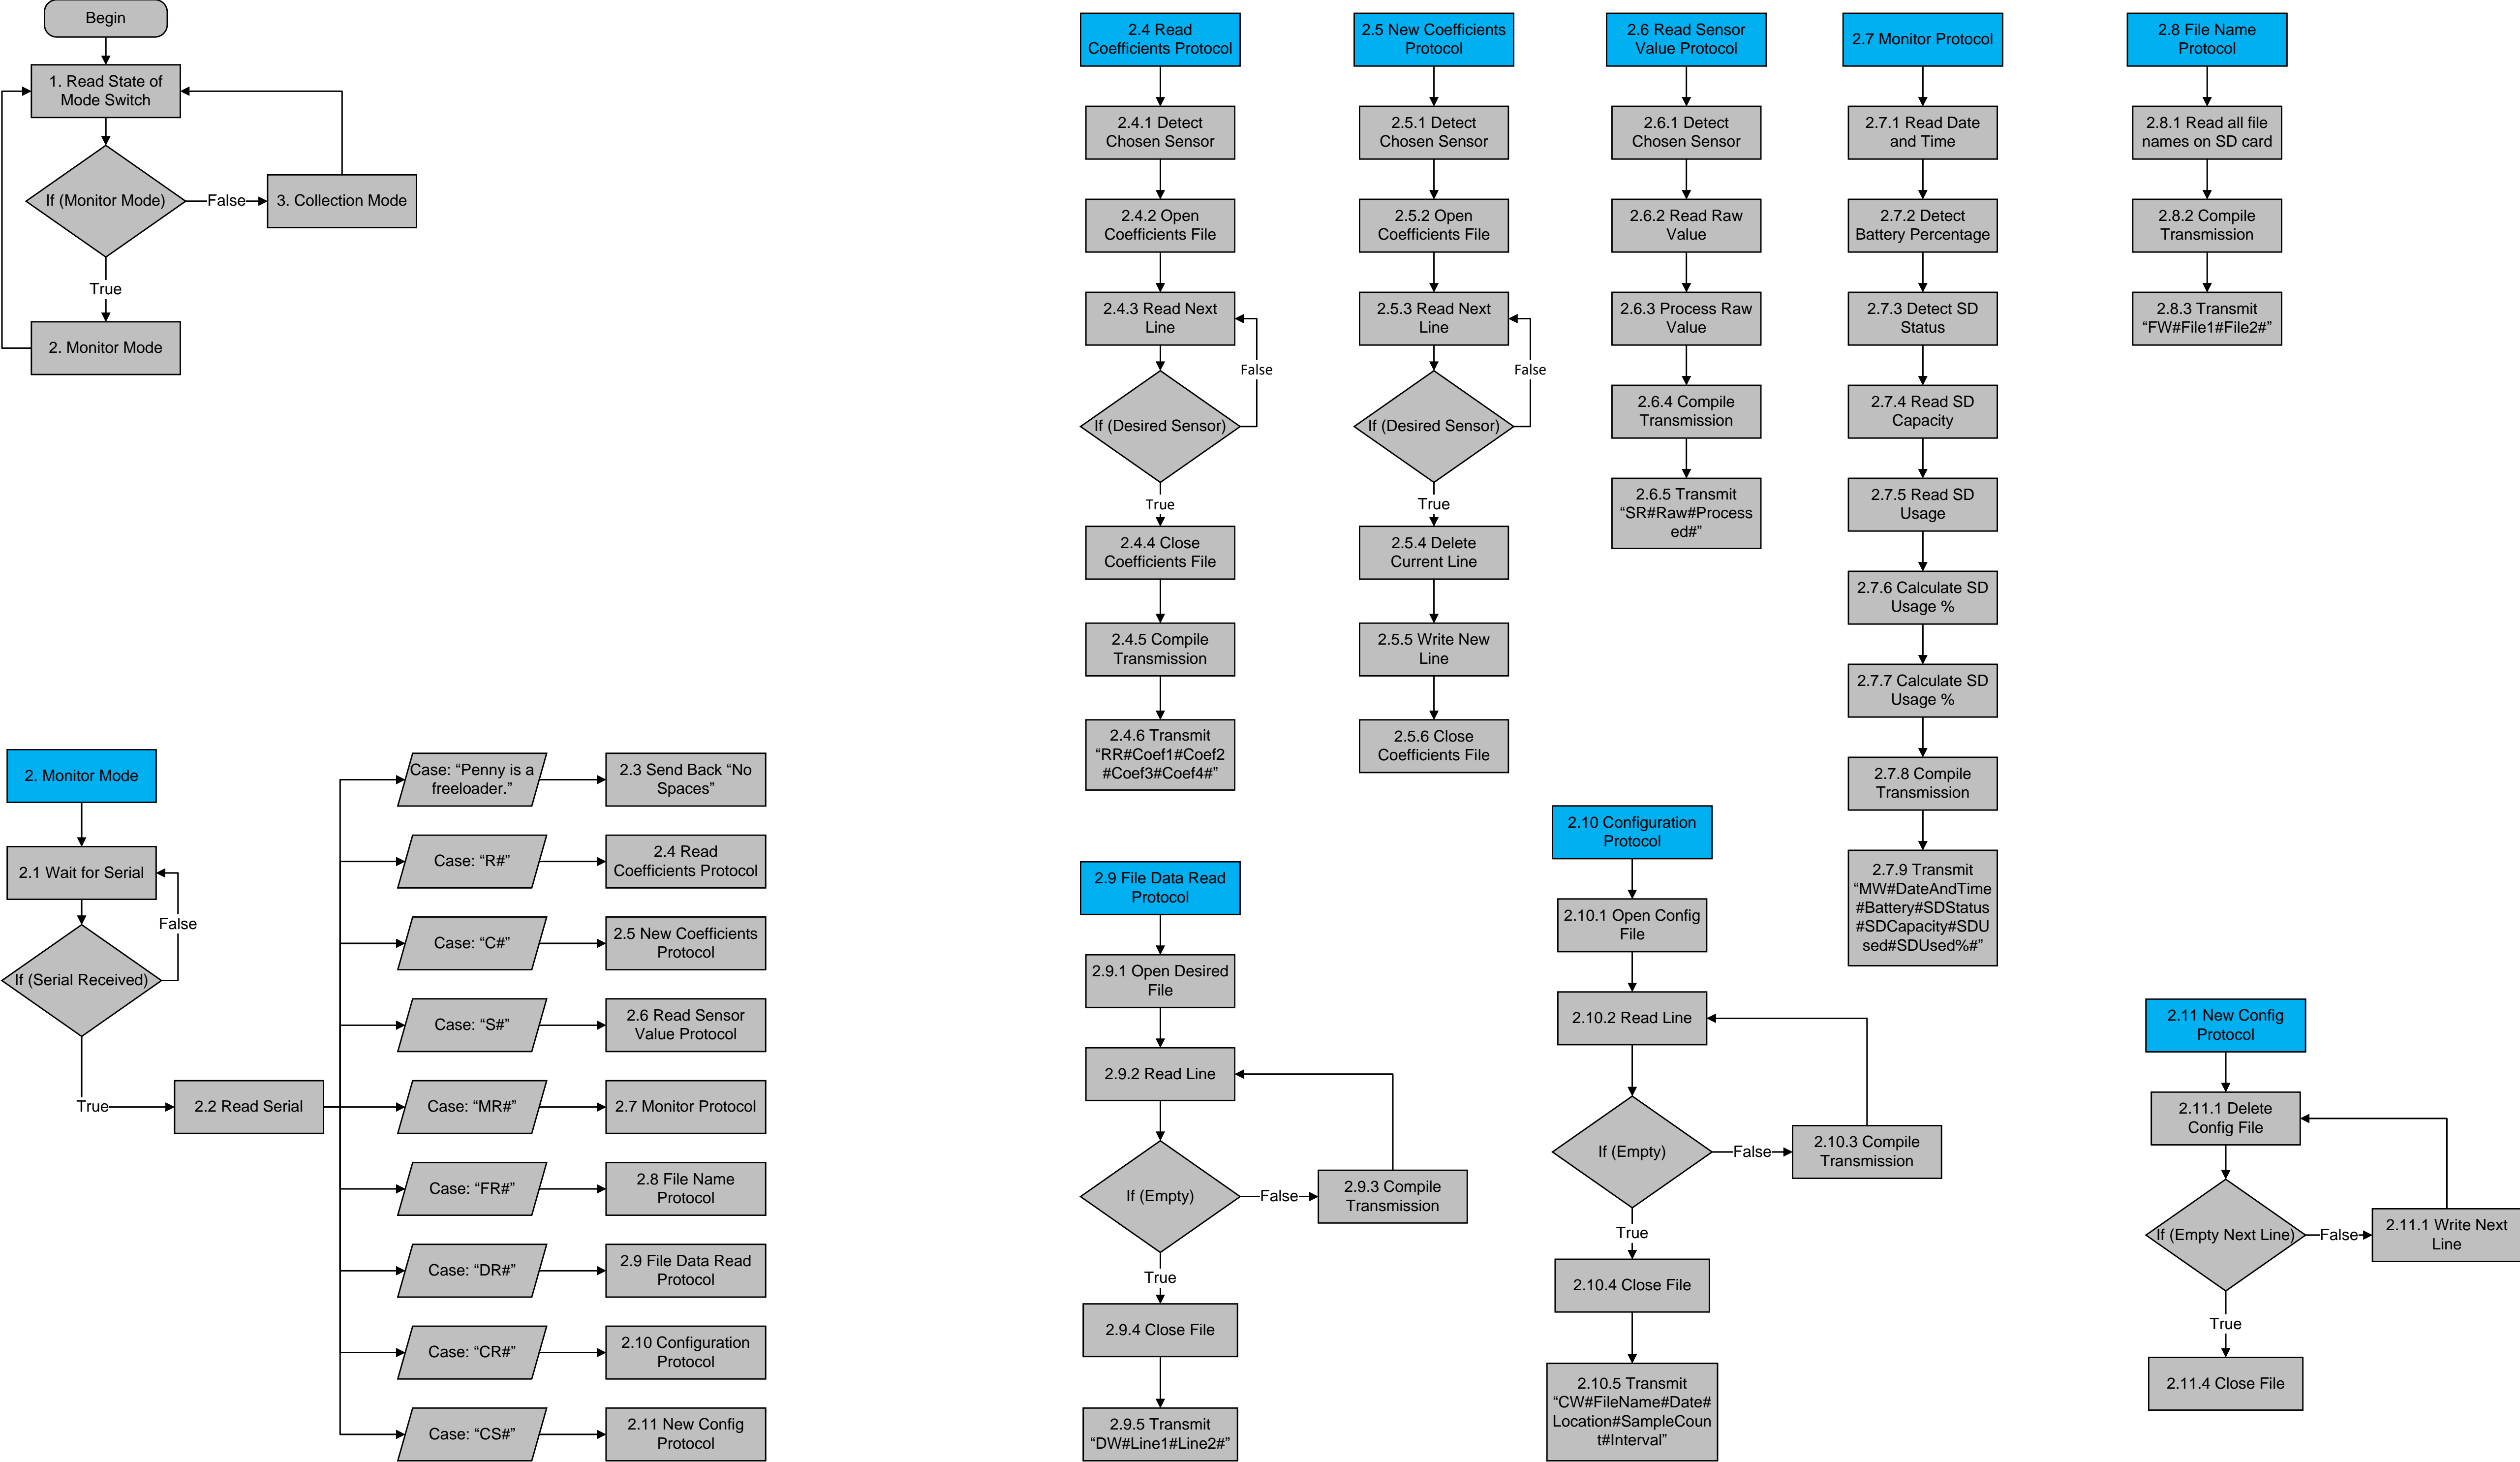 Begin
1. Read State of
Mode Switch
If (Monitor Mode)
False
3. Collection Mode
True
2. Monitor Mode
2. Monitor Mode
2.1 Wait for Serial
False
If (Serial Received)
True
2.2 Read Serial
Case: “Penny is a
freeloader.”
2.3 Send Back “No
Spaces”
Case: “R#”
2.4 Read
Coefficients Protocol
Case: “C#”
2.5 New Coefficients
Protocol
Case: “S#”
2.6 Read Sensor
Value Protocol
Case: “MR#”
2.7 Monitor Protocol
Case: “FR#”
2.8 File Name
Protocol
Case: “DR#”
2.9 File Data Read
Protocol
Case: “CR#”
2.10 Configuration
Protocol
Case: “CS#”
2.11 New Config
Protocol
2.4 Read
Coefficients Protocol
2.4.1 Detect
Chosen Sensor
2.4.2 Open
Coefficients File
2.4.3 Read Next
Line
False
If (Desired Sensor)
True
2.4.4 Close
Coefficients File
2.4.5 Compile
Transmission
2.4.6 Transmit
“RR#Coef1#Coef2
#Coef3#Coef4#”
2.5 New Coefficients
Protocol
2.5.1 Detect
Chosen Sensor
2.5.2 Open
Coefficients File
2.5.3 Read Next
Line
False
If (Desired Sensor)
True
2.5.4 Delete
Current Line
2.5.5 Write New
Line
2.5.6 Close
Coefficients File
2.6 Read Sensor
Value Protocol
2.6.1 Detect
Chosen Sensor
2.6.2 Read Raw
Value
2.6.3 Process Raw
Value
2.6.4 Compile
Transmission
2.6.5 Transmit
“SR#Raw#Process
ed#”
2.7 Monitor Protocol
2.7.1 Read Date
and Time
2.7.2 Detect
Battery Percentage
2.7.3 Detect SD
Status
2.7.4 Read SD
Capacity
2.7.5 Read SD
Usage
2.7.6 Calculate SD
Usage %
2.7.7 Calculate SD
Usage %
2.7.8 Compile
Transmission
2.7.9 Transmit
“MW#DateAndTime
#Battery#SDStatus
#SDCapacity#SDU
sed#SDUsed%#”
2.8 File Name
Protocol
2.8.1 Read all file
names on SD card
2.8.2 Compile
Transmission
2.8.3 Transmit
“FW#File1#File2#”
2.9 File Data Read
Protocol
2.9.1 Open Desired
File
2.9.2 Read Line
If (Empty)
False
2.9.3 Compile
Transmission
True
2.9.4 Close File
2.9.5 Transmit
“DW#Line1#Line2#”
2.10 Configuration
Protocol
2.10.1 Open Config
File
2.10.2 Read Line
If (Empty)
False
2.10.3 Compile
Transmission
True
2.10.4 Close File
2.10.5 Transmit
“CW#FileName#Date#
Location#SampleCoun
t#Interval”
2.11 New Config
Protocol
2.11.1 Delete
Config File
If (Empty Next Line)
False
2.11.1 Write Next
Line
True
2.11.4 Close File